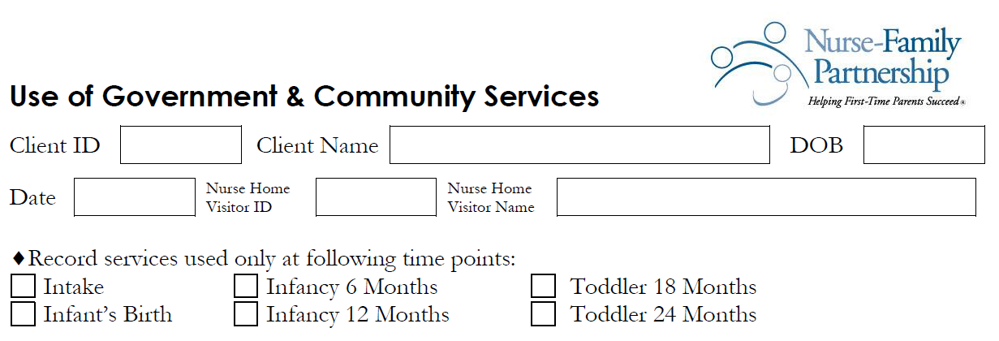 Nurse-Family
Partnership
Helping First-Time Parents Succeed®
Use of Government & Community Services
Client ID Client Name DOB
Date Nurse Home Visitor ID Nurse Home Visitor Name
♦Record services used only at following time points:
Intake Infancy 6 Months Toddler 18 Months
Infant's Birth Infancy 12 Months Toddler 24 Months